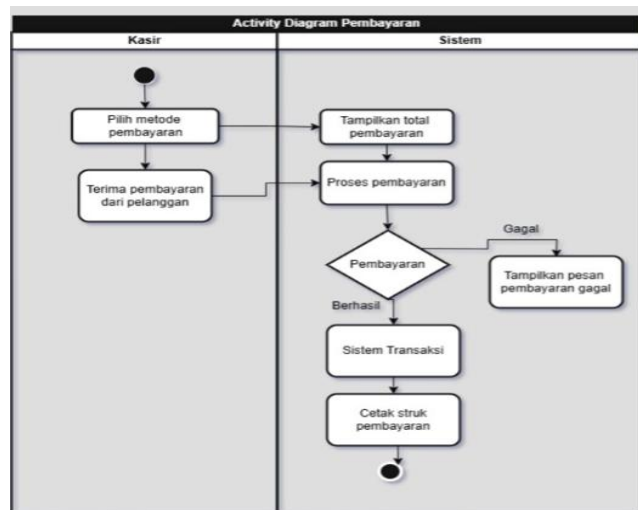 Activity Diagram Pembayaran
Kasir
Sistem
Pilih metode
pembayaran
Tampilkan total
pembayaran
Terima pembayaran
dari pelanggan
Proses pembayaran
Gagal
Pembayaran
Tampilkan pesan
pembayaran gagal
Berhasil
Sistem Transaksi
Cetak struk
pembayaran